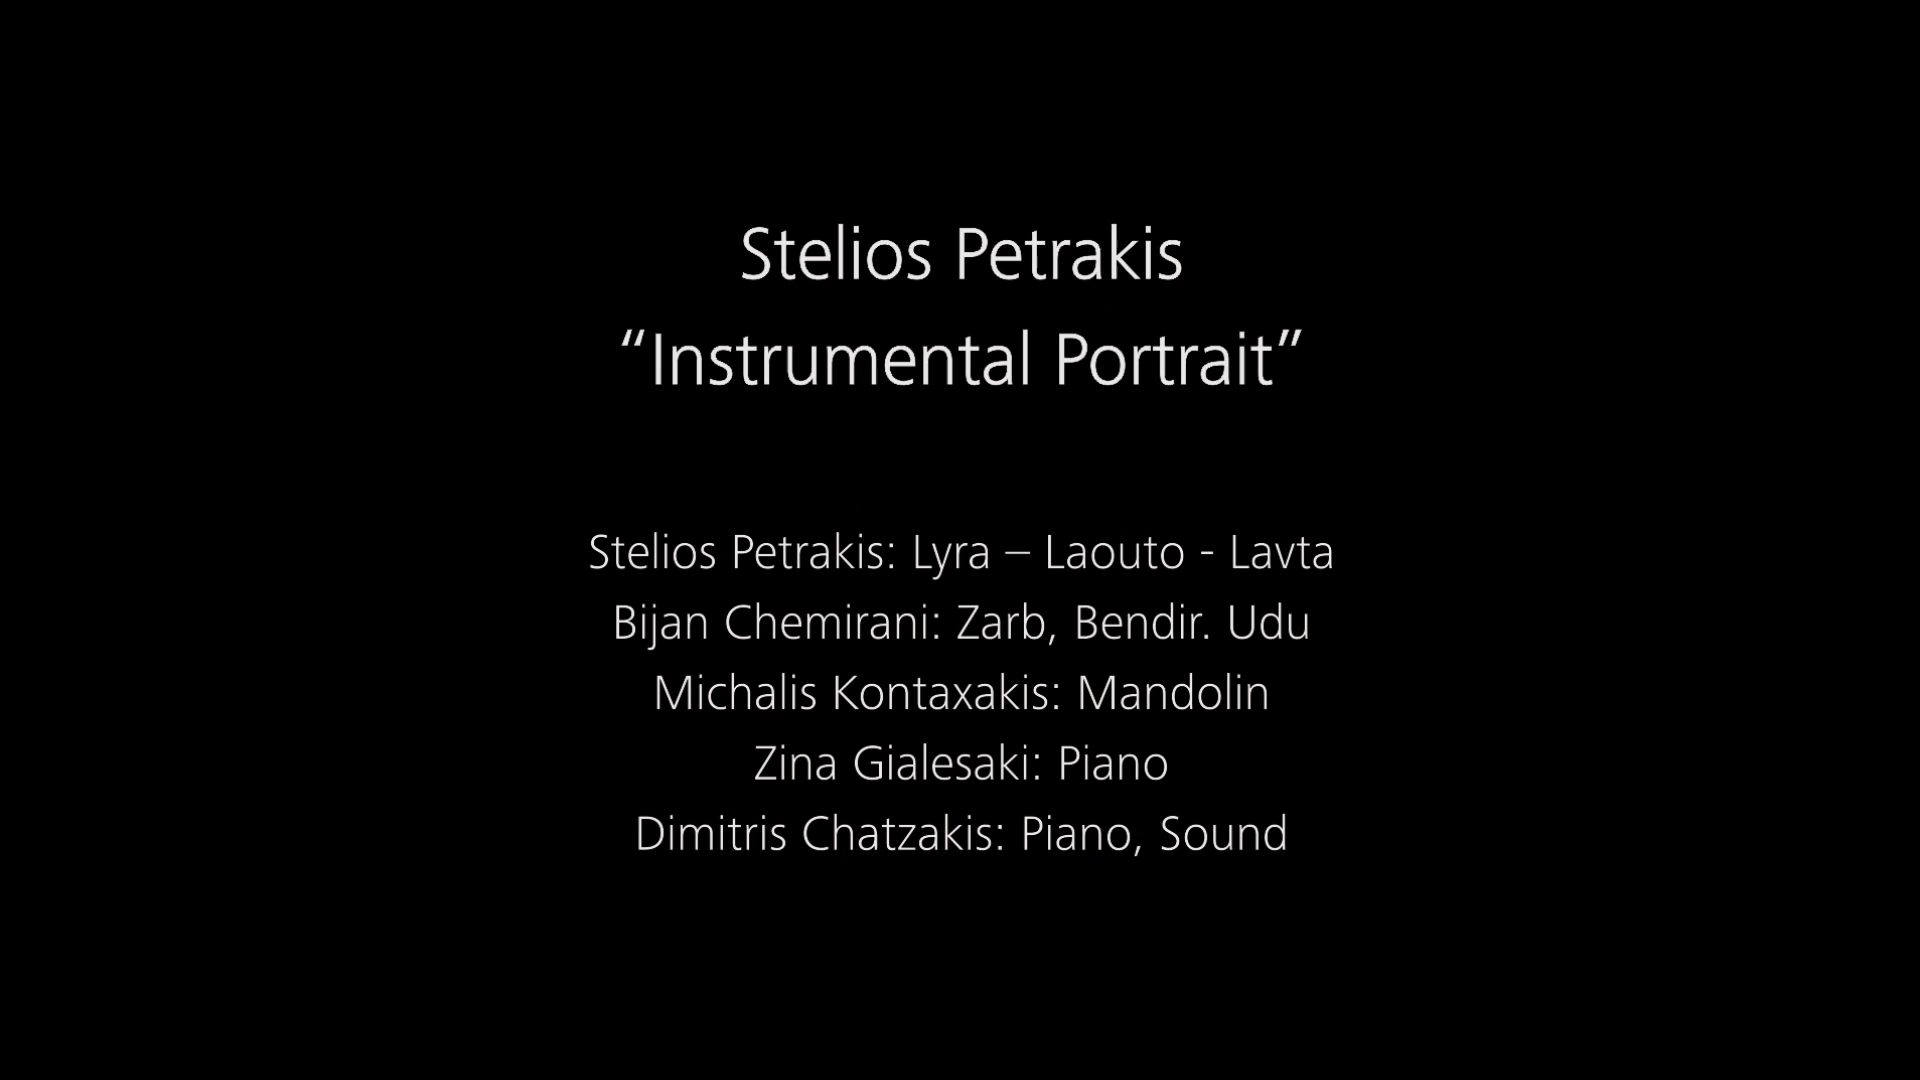 Stelios Petrakis
“Instrumental Portrait”
Stelios Petrakis: Lyra – Laouto - Lavta
Bijan Chemirani: Zarb, Bendir. Udu
Michalis Kontaxakis: Mandolin
Zina Gialesaki: Piano
Dimitris Chatzakis: Piano, Sound